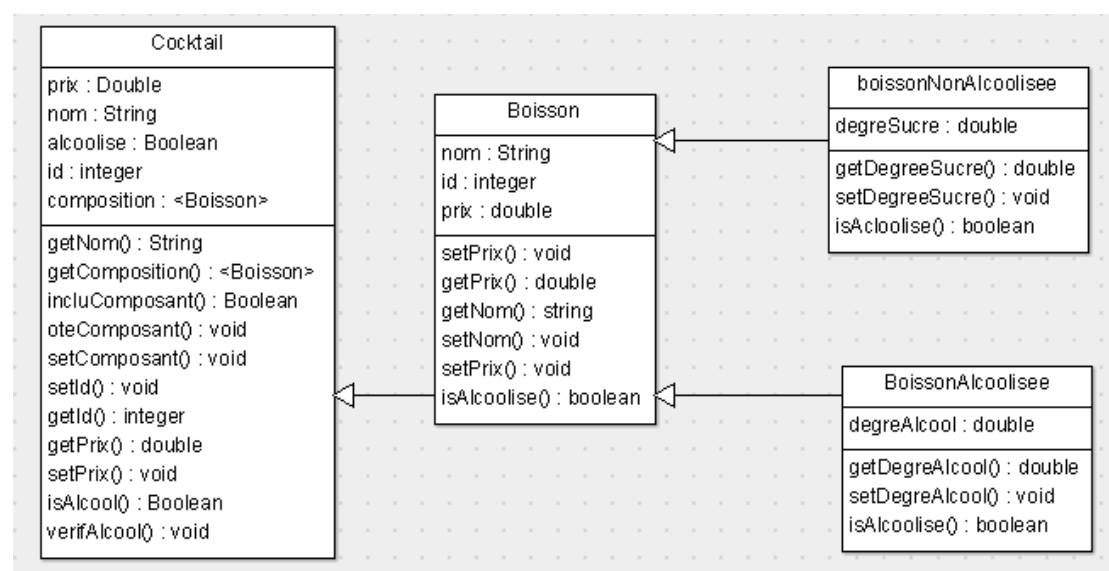 Cocktail
prix : Double
nom : String
alcoolise : Boolean
id : integer
composition : <Boisson>
getNom() : String
getComposition() : <Boisson>
incluComposant() : Boolean
oteComposant() : void
setComposant() : void
setId() : void
getId() : integer
getPrix() : double
setPrix() : void
isAlcool() : Boolean
verifAlcool() : void
Boisson
nom : String
id : integer
prix : double
setPrix() : void
getPrix() : double
getNom() : string
setNom() : void
setPrix() : void
isAlcoolise() : boolean
boissonNonAlcoolisee
degreSucre : double
getDegreeSucre() : double
setDegreeSucre() : void
isAcloolise() : boolean
BoissonAlcoolisee
degreAlcool : double
getDegreAlcool() : double
setDegreAlcool() : void
isAlcoolise() : boolean